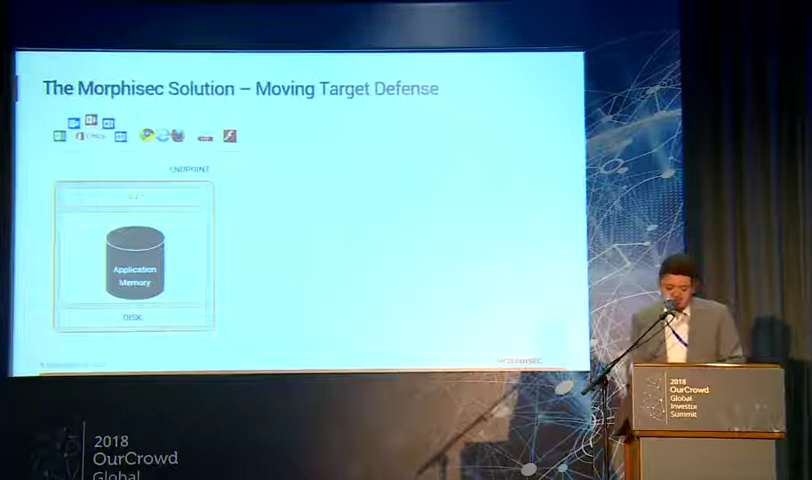 The Morphisec Solution – Moving Target Defense
ENDPOINT
Application
Memory
DISK
MORPHISEC
2018
OurCrowd
Global
Investor
Summit
2018
OurCrowd
Global